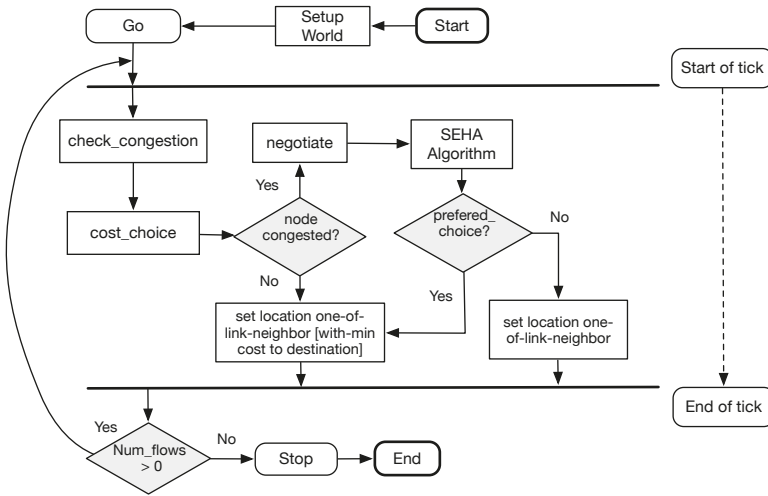 Go
Setup
World
Start
Start of tick
check_congestion
negotiate
SEHA
Algorithm
Yes
cost_choice
node
congested?
prefered_
choice?
No
No
Yes
set location one-of-
link-neighbor [with-min
cost to destination]
set location one-
of-link-neighbor
End of tick
Yes
Num_flows
> 0
No
Stop
End